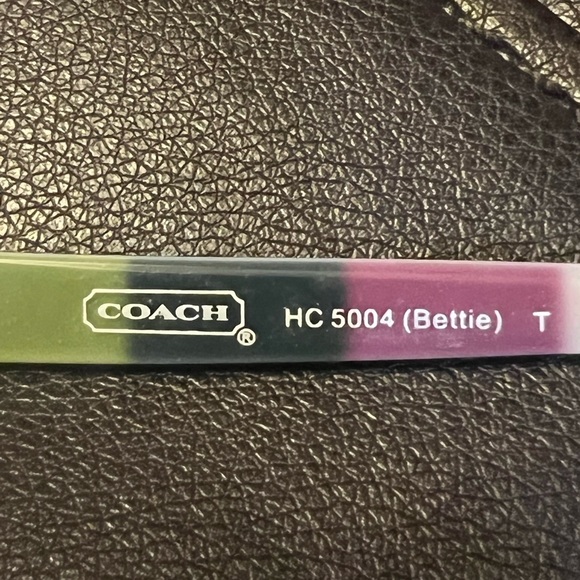 COACH ® HC 5004 (Bettie) T